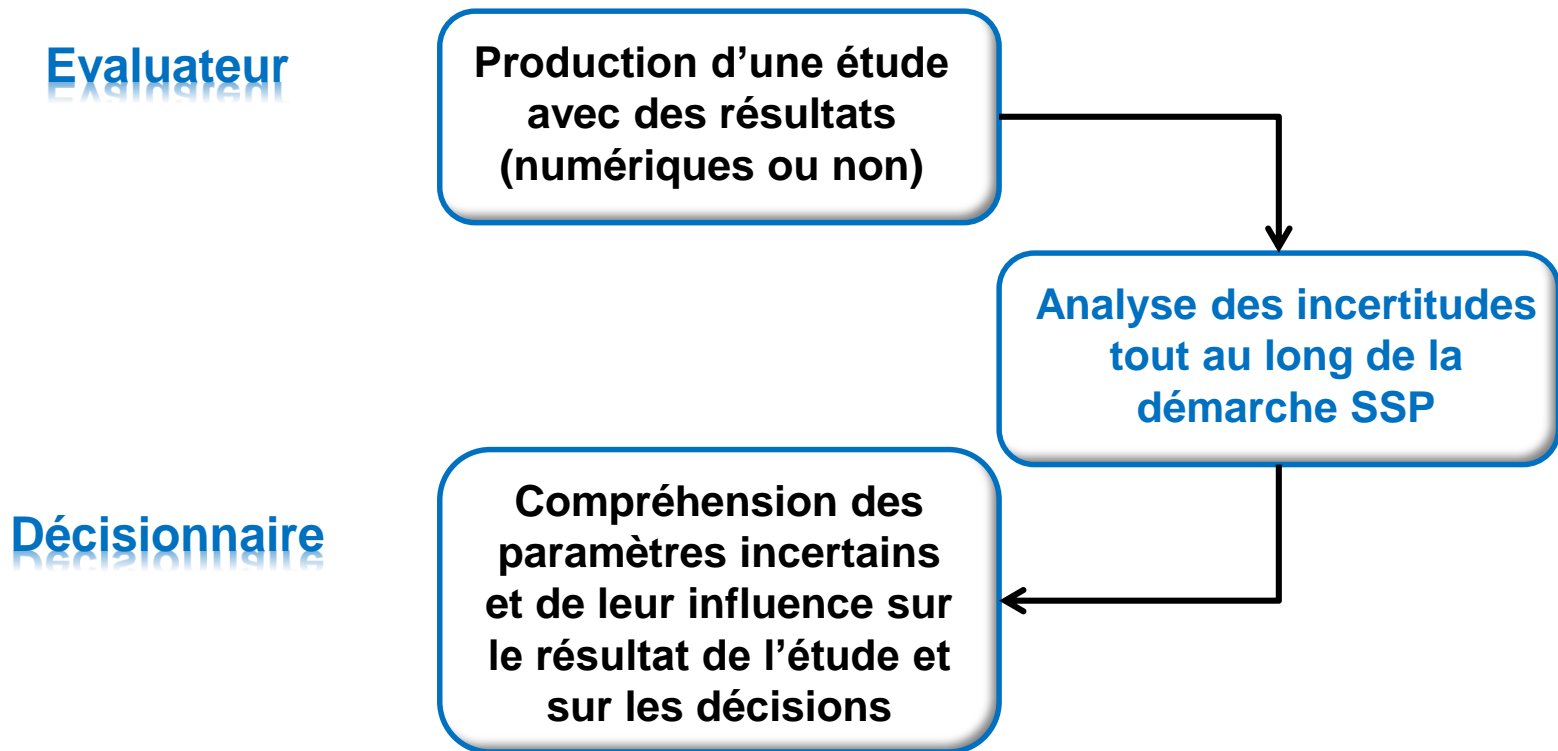 Evaluateur
Production d’une étude
avec des résultats
(numériques ou non)
Analyse des incertitudes
tout au long de la
démarche SSP
Décisionnaire
Compréhension des
paramètres incertains
et de leur influence sur
le résultat de l’étude et
sur les décisions